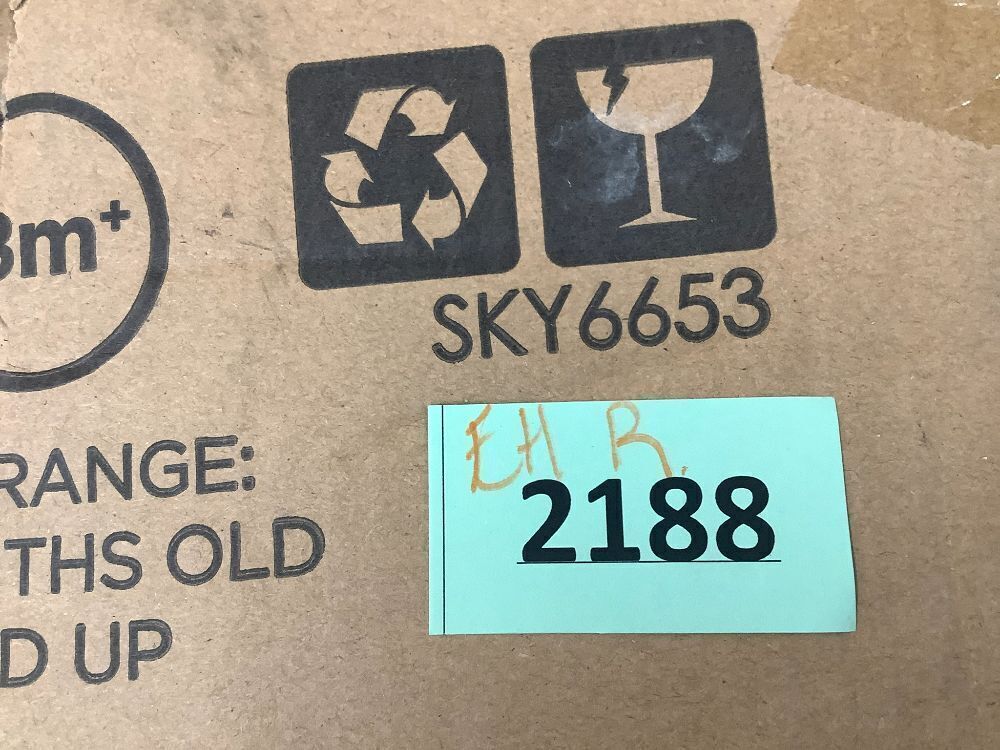 3m+
SKY6653
RANGE:
THS OLD
D UP
EH R.
2188